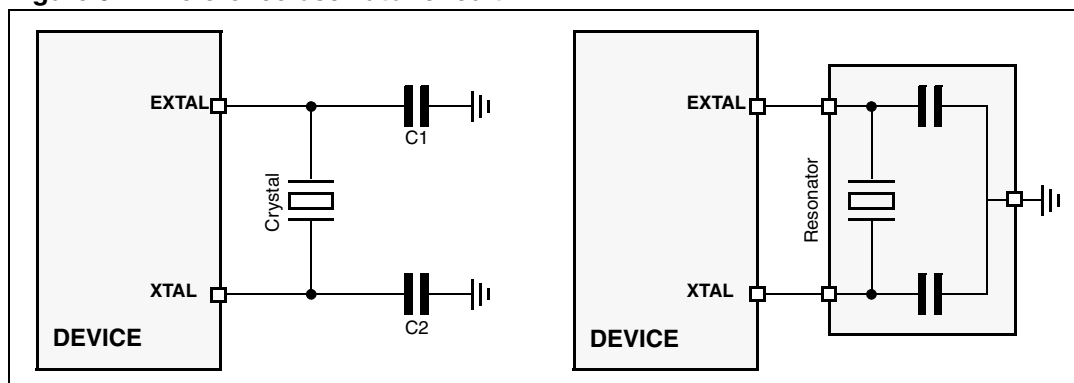 EXTAL
C1
Crystal
XTAL
C2
DEVICE
EXTAL
Resonator
XTAL
DEVICE